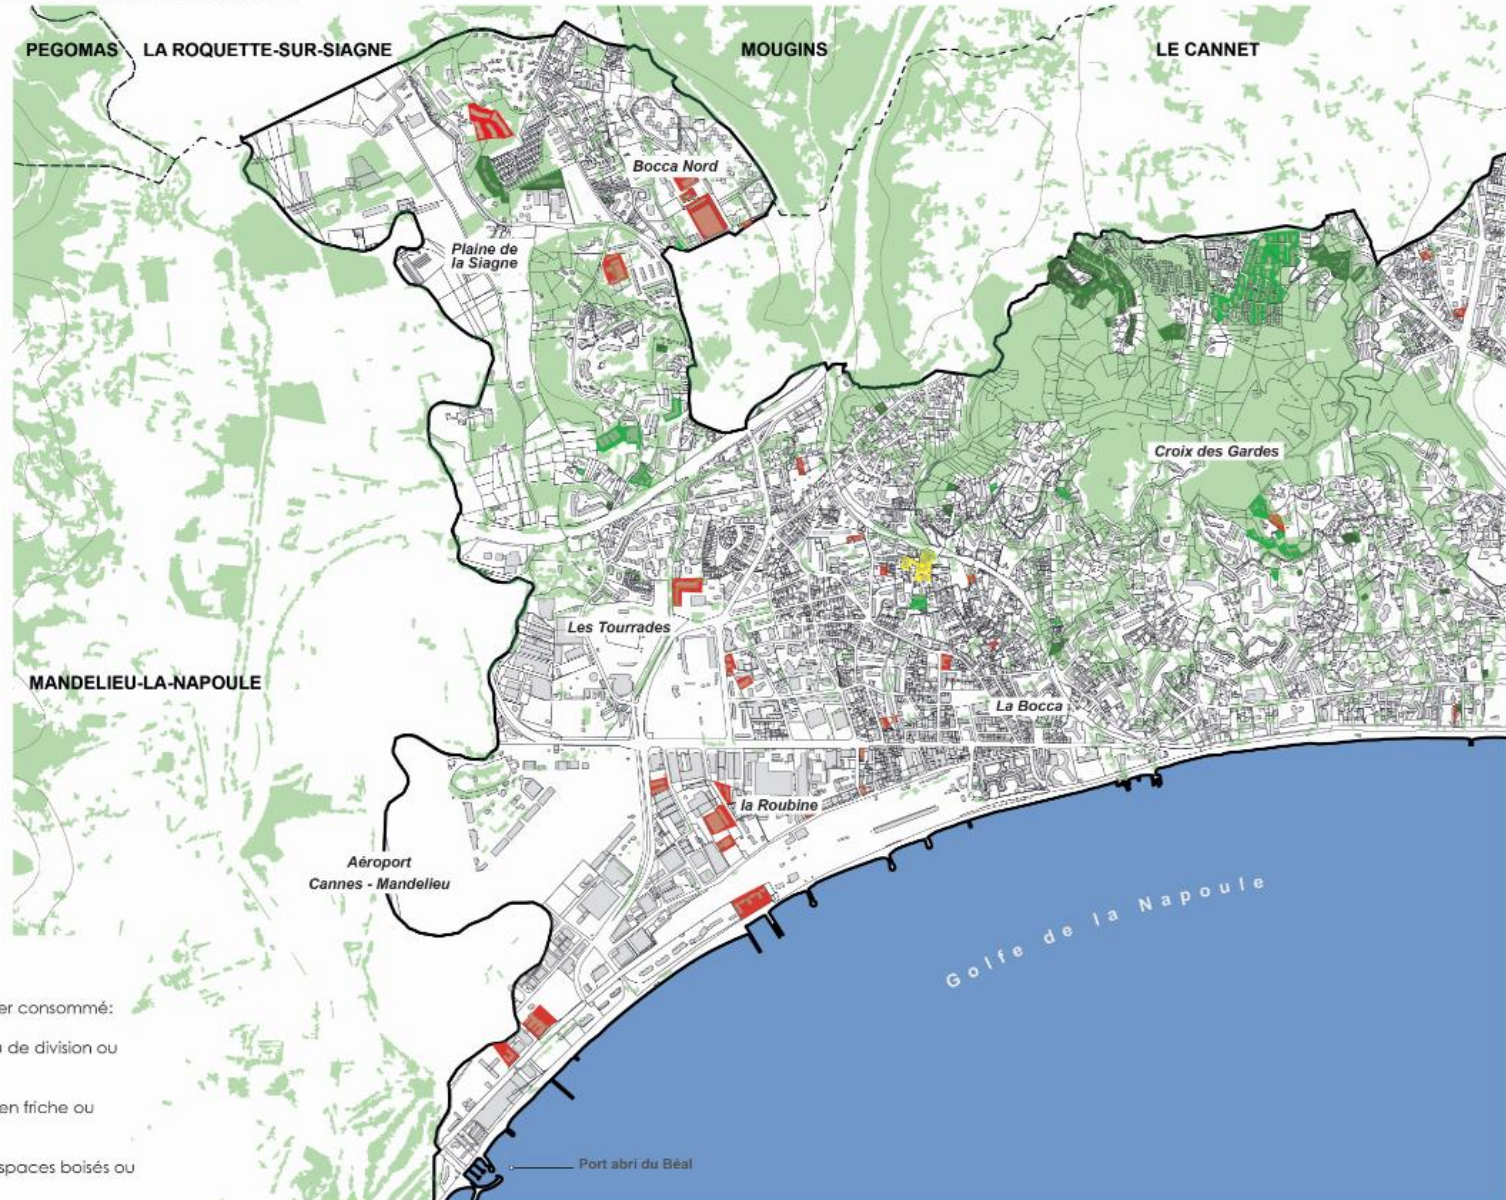 PEGOMAS
LA ROQUETTE-SUR-SIAGNE
MOUGINS
LE CANNET
Bocca Nord
Plaine de
la Siagne
Croix des Gardes
Les Tourrades
MANDELIEU-LA-NAPOULE
La Bocca
la Roubine
Aéroport
Cannes - Mandelieu
Golfe de la Napoule
er consommé:
de division ou
en friche ou
spaces boisés ou
Port abri du Béal